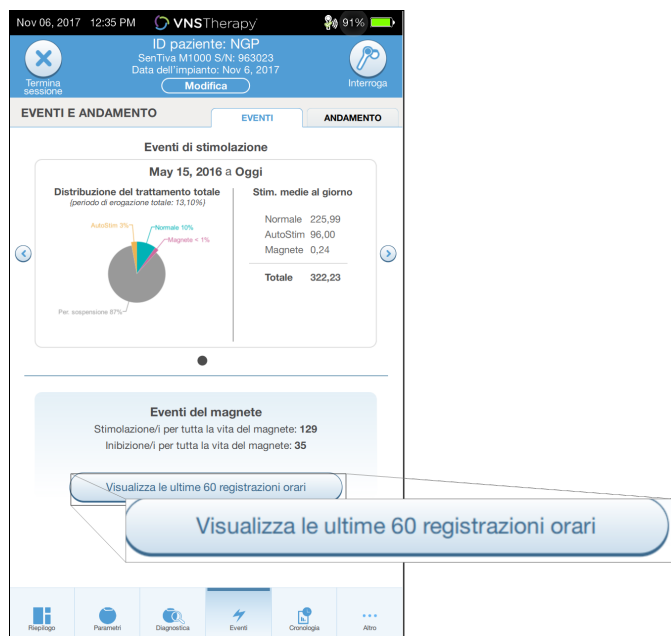 Nov 06, 2017 12:35 PM VNSTherapy 91%
ID paziente: NGP
SenTiva M1000 S/N: 963023
Data dell'impianto: Nov 6, 2017
Modifica
Termina
sessione
Interroga
EVENTI E ANDAMENTO
EVENTI
ANDAMENTO
Eventi di stimolazione
May 15, 2016 a Oggi
Distribuzione del trattamento totale
(periodo di erogazione totale: 13,10%)
AutoStim 3%
Normale 10%
Magnete < 1%
Per. sospensione 87%
Stim. medie al giorno
Normale 225,99
AutoStim 96,00
Magnete 0,24
Totale 322,23
Eventi del magnete
Stimolazione/i per tutta la vita del magnete: 129
Inibizione/i per tutta la vita del magnete: 35
Visualizza le ultime 60 registrazioni orari
Visualizza le ultime 60 registrazioni orari
Riepilogo
Parametri
Diagnostica
Eventi
Cronologia
Altro